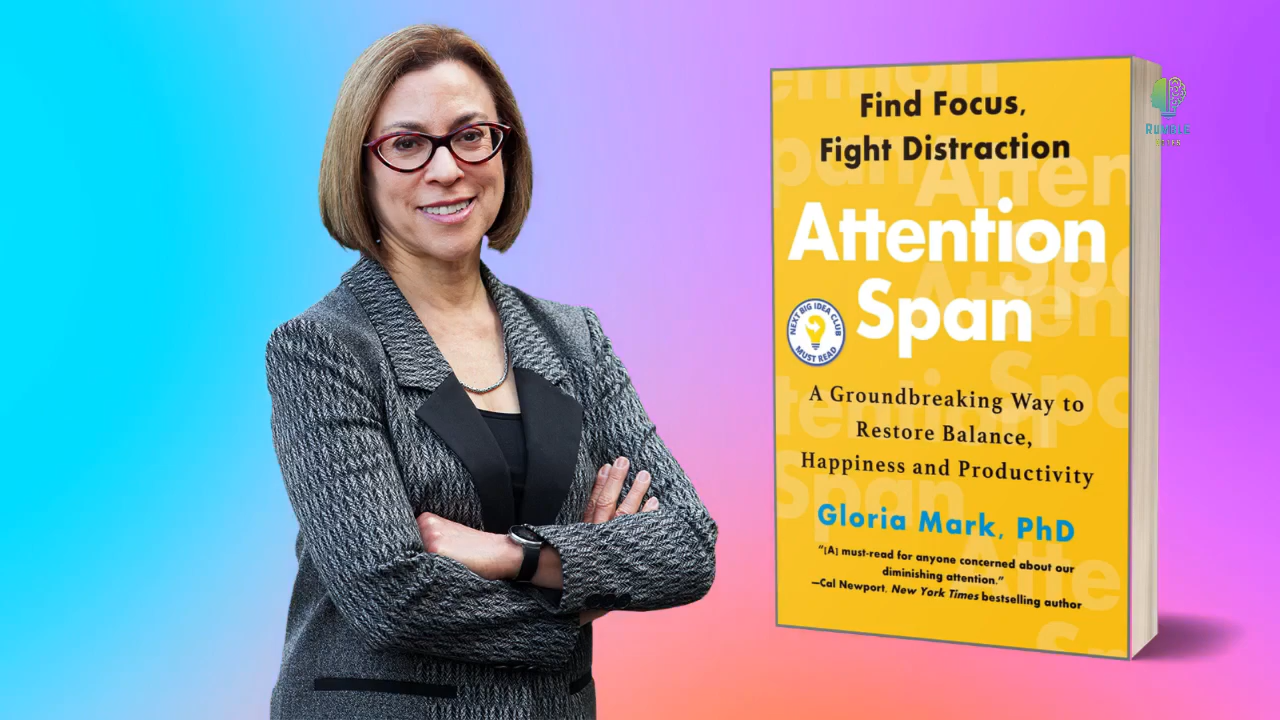 Find Focus,
Fight Distraction
Attention
Span
NEXT BIG IDEA CLUB
MUST READ
A Groundbreaking Way to
Restore Balance,
Happiness and Productivity
Gloria Mark, PhD
"[A] must-read for anyone concerned about our
diminishing attention."
—Cal Newport, New York Times bestselling author